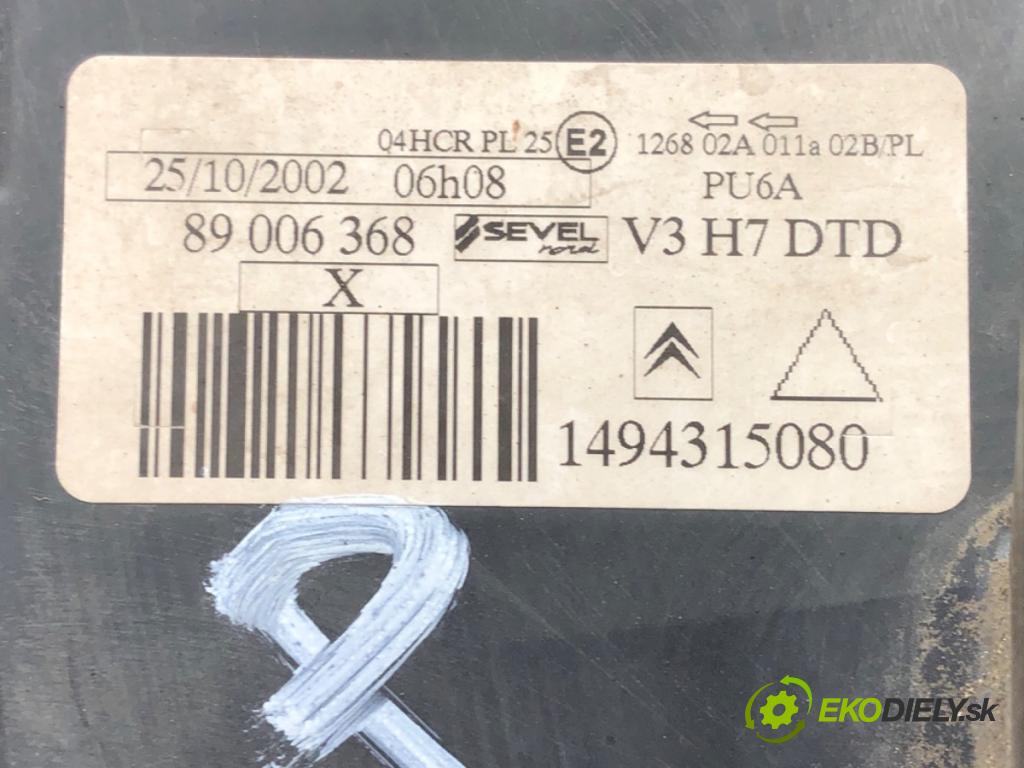 04HCR PL 25 E2 1268 02A 011a 02B/PL
25/10/2002 06h08 PU6A
89 006 368 SEVEL nord V3 H7 DTD
X
1494315080
EKODIELY.sk